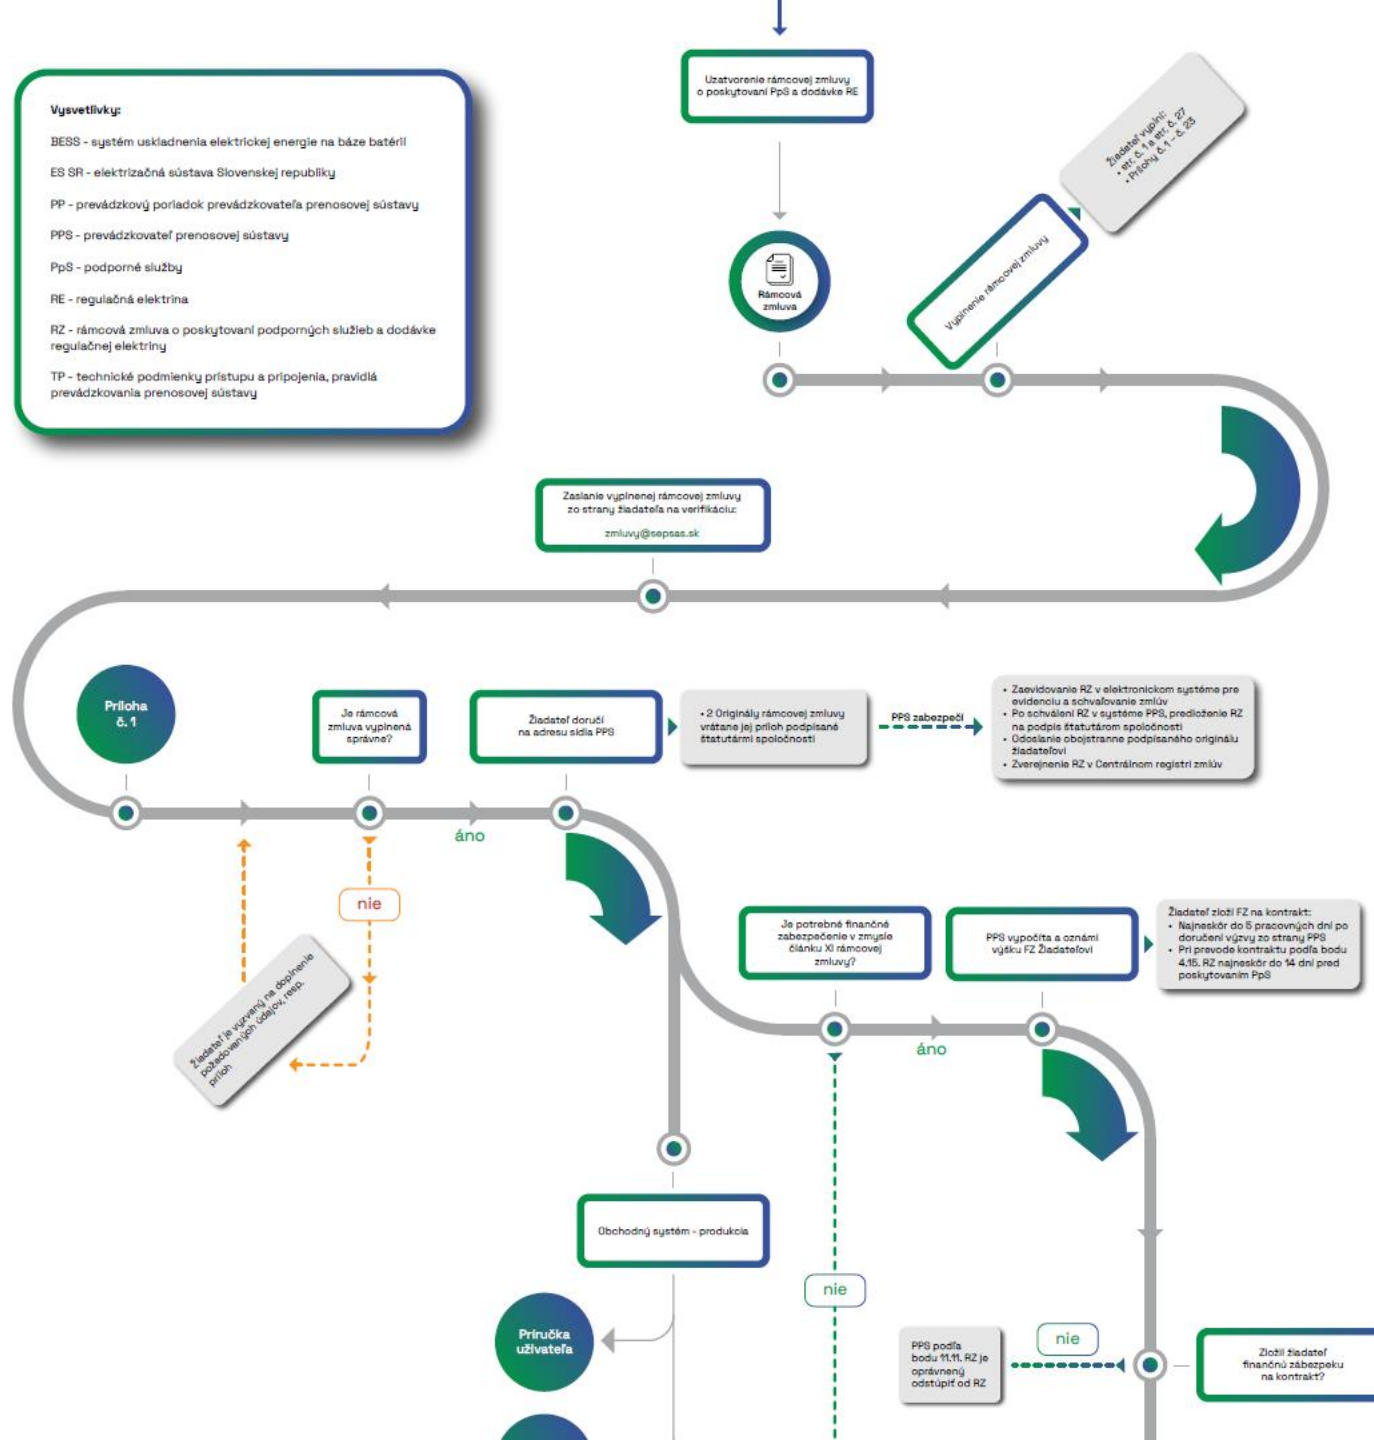 Uzatvorenie rámcovej zmluvy
o poskytovaní PpS a dodávke RE
Vysvetlivky:
BESS - systém uskladnenia elektrickej energie na báze batérií
ES SR - elektrizačná sústava Slovenskej republiky
PP - prevádzkový poriadok prevádzkovateľa prenosovej sústavy
PPS - prevádzkovateľ prenosovej sústavy
PpS - podporné služby
RE - regulačná elektrina
RZ - rámcová zmluva o poskytovaní podporných služieb a dodávke
regulačnej elektriny
TP - technické podmienky prístupu a pripojenia, pravidlá
prevádzkovania prenosovej sústavy
Žiadateľ vyplní:
• str. č. 1 a str. č. 27
• Prílohy č. 1 – č. 23
Vyplnenie rámcovej zmluvy
Rámcová
zmluva
Zaslanie vyplnenej rámcovej zmluvy
zo strany žiadateľa na verifikáciu:
zmluvy@sepsas.sk
Príloha
č. 1
Je rámcová
zmluva vyplnená
správne?
Žiadateľ doručí
na adresu sídla PPS
• 2 Originály rámcovej zmluvy
vrátane jej príloh podpísané
štatutármi spoločnosti
PPS zabezpečí
• Zaevidovanie RZ v elektronickom systéme pre
evidenciu a schvaľovanie zmlúv
• Po schválení RZ v systéme PPS, predloženie RZ
na podpis štatutárom spoločnosti
• Odoslanie obojstranne podpísaného originálu
žiadateľovi
• Zverejnenie RZ v Centrálnom registri zmlúv
áno
nie
Žiadateľ je vyzvaný na doplnenie
požadovaných údajov, resp.
príloh
Je potrebné finančné
zabezpečenie v zmysle
článku XI rámcovej
zmluvy?
PPS vypočíta a oznámi
výšku FZ Žiadateľovi
Žiadateľ zloží FZ na kontrakt:
• Najneskôr do 5 pracovných dní po
doručení výzvy zo strany PPS
• Pri prevode kontraktu podľa bodu
4.15. RZ najneskôr do 14 dní pred
poskytovaním PpS
áno
Obchodný systém - produkcia
nie
Príručka
užívateľa
PPS podľa
bodu 11.11. RZ je
oprávnený
odstúpiť od RZ
nie
Zložil žiadateľ
finančnú zábezpeku
na kontrakt?